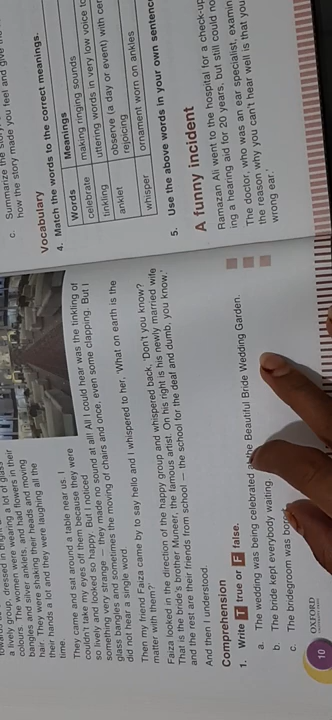 towards
a lively group, dressed in
colours. The women were wearing a lot of glass
bangles and silver anklets, and had flowers in their
hair. They were shaking their heads and moving
their hands a lot and they were laughing all the
time.
They came and sat around a table near us. I
couldn't take my eyes off them because they were
so lively and looked so happy. But I noticed
something very strange — they made no sound at all! All I could hear was the tinkling of
glass bangles and sometimes the moving of chairs and once, even some clapping. But I
did not hear a single word.
Then my friend Faiza came by to say hello and I whispered to her, 'What on earth is the
matter with them?'
Faiza looked in the direction of the happy group and whispered back, 'Don't you know?
That is the bride's brother Muneer, the famous artist. On his right is his newly married wife
and the rest are their friends from school — the school for the deaf and dumb, you know.'
And then I understood.
Comprehension
1. Write T true or F false.
a. The wedding was being celebrated at the Beautiful Bride Wedding Garden.
b. The bride kept everybody waiting.
c. The bridegroom was bored
10
OXFORD
c. Summarize the
how the story made you feel and give
Vocabulary
4. Match the words to the correct meanings.
Words Meanings
celebrate making ringing sounds
tinkling uttering words in very low voice to
anklet observe (a day or event) with cer
rejoicing
whisper ornament worn on ankles
5. Use the above words in your own sentenc
A funny incident
Ramazan Ali went to the hospital for a check-up
ing a hearing aid for 20 years, but still could no
The doctor, who was an ear specialist, examin
the reason why you can't hear well is that you
wrong ear.'